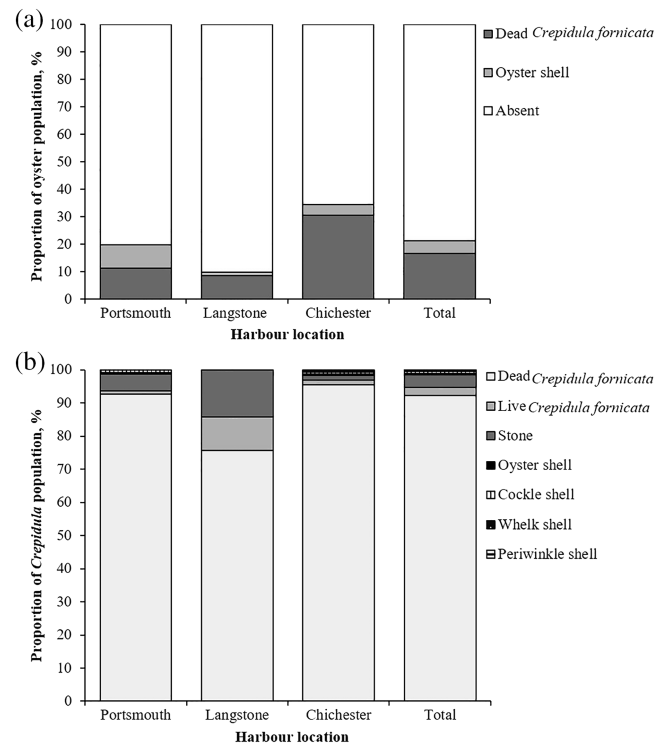 (a)
100
90
80
70
60
50
40
30
20
10
0
Proportion of oyster population, %
Portsmouth Langstone Chichester Total
Harbour location
Dead Crepidula fornicata
Oyster shell
Absent
(b)
100
90
80
70
60
50
40
30
20
10
0
Proportion of Crepidula population, %
Portsmouth Langstone Chichester Total
Harbour location
Dead Crepidula fornicata
Live Crepidula fornicata
Stone
Oyster shell
Cockle shell
Whelk shell
Periwinkle shell